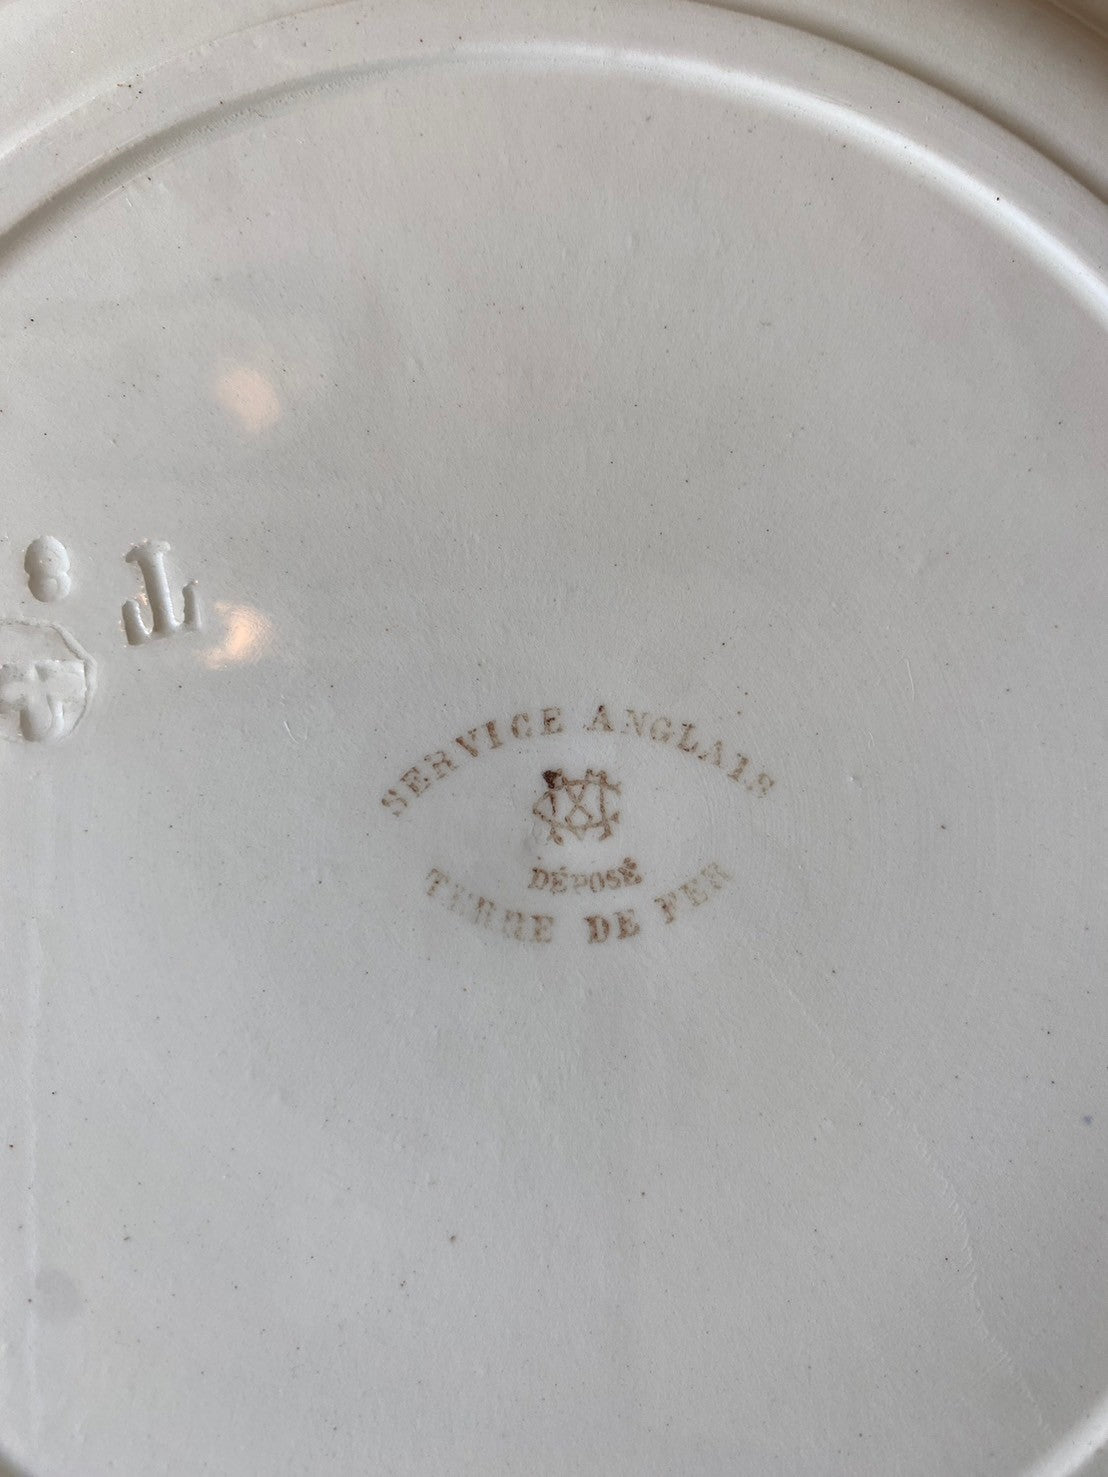 SERVICE ANGLAIS
DÉPOSÉ
TERRE DE FER
8